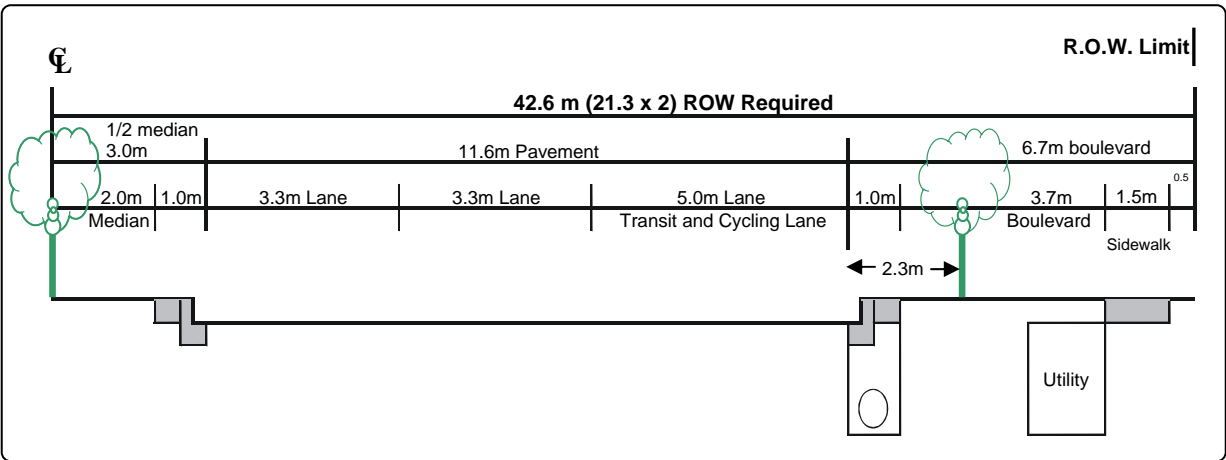 ℄
R.O.W. Limit
42.6 m (21.3 x 2) ROW Required
1/2 median
3.0m
11.6m Pavement
6.7m boulevard
0.5
2.0m
1.0m
3.3m Lane
3.3m Lane
5.0m Lane
1.0m
3.7m
1.5m
Median
Transit and Cycling Lane
Boulevard
Sidewalk
2.3m
Utility